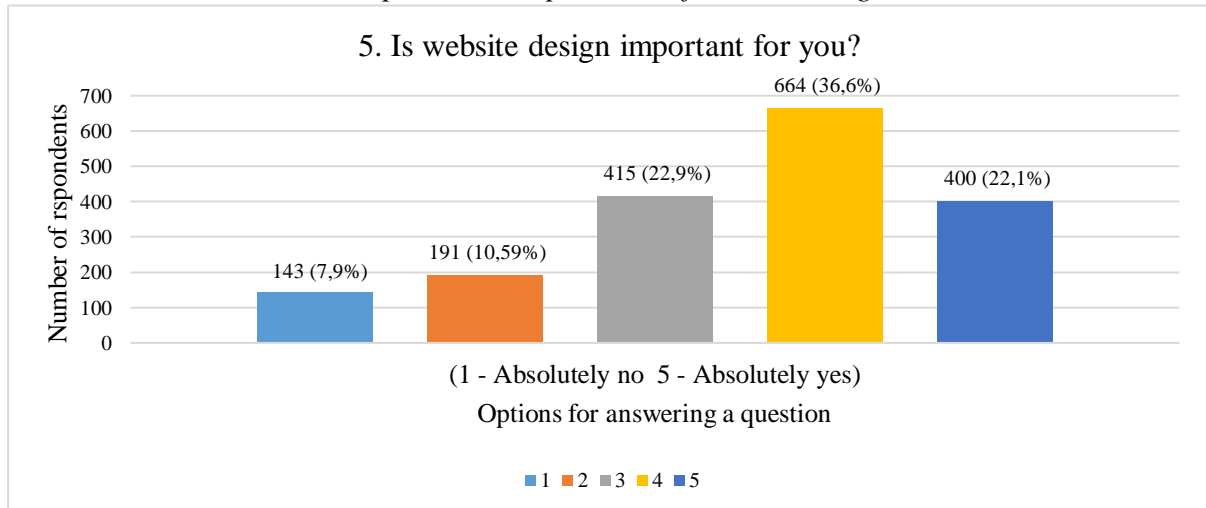 5. Is website design important for you?
Number of rspondents
700
600
500
400
300
200
100
0
143 (7,9%)
191 (10,59%)
415 (22,9%)
664 (36,6%)
400 (22,1%)
(1 - Absolutely no 5 - Absolutely yes)
Options for answering a question
1 2 3 4 5